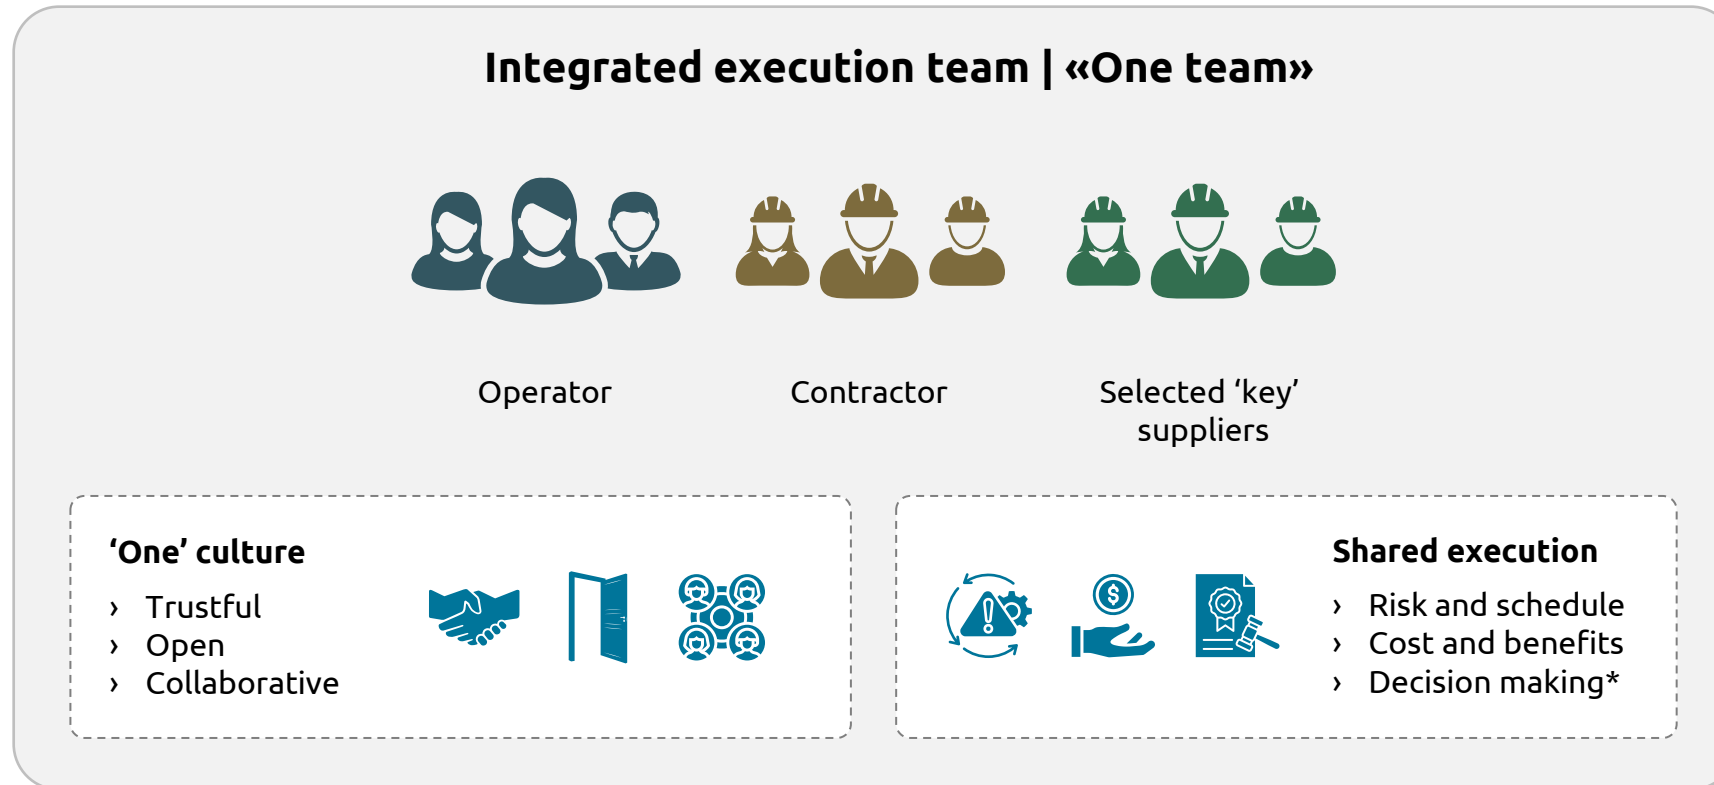 Integrated execution team | «One team»
Operator
Contractor
Selected ‘key’
suppliers
‘One’ culture
› Trustful
› Open
› Collaborative
$
Shared execution
› Risk and schedule
› Cost and benefits
› Decision making*